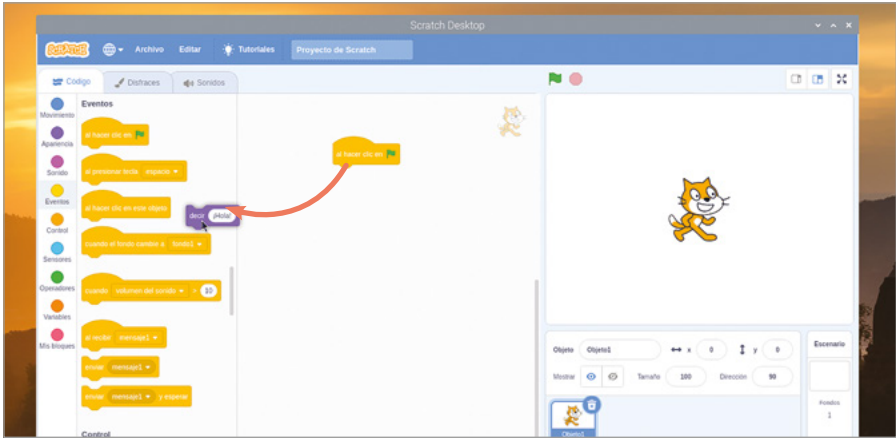 Scratch Desktop
SCRATCH
Archivo
Editar
Tutoriales
Proyecto de Scratch
Código
Disfraces
Sonidos
Movimiento
Apariencia
Sonido
Eventos
Control
Sensores
Operadores
Variables
Mis bloques
Eventos
al hacer clic en
al presionar tecla espacio
al hacer clic en este objeto
cuando el fondo cambie a fondo1
cuando volumen del sonido > 10
al recibir mensaje1
enviar mensaje1
enviar mensaje1 y esperar
Control
decir ¡Hola!
al hacer clic en
Objeto Objeto1 x 0 y 0
Mostrar Tamaño 100 Dirección 90
Objeto1
Escenario
Fondos
1